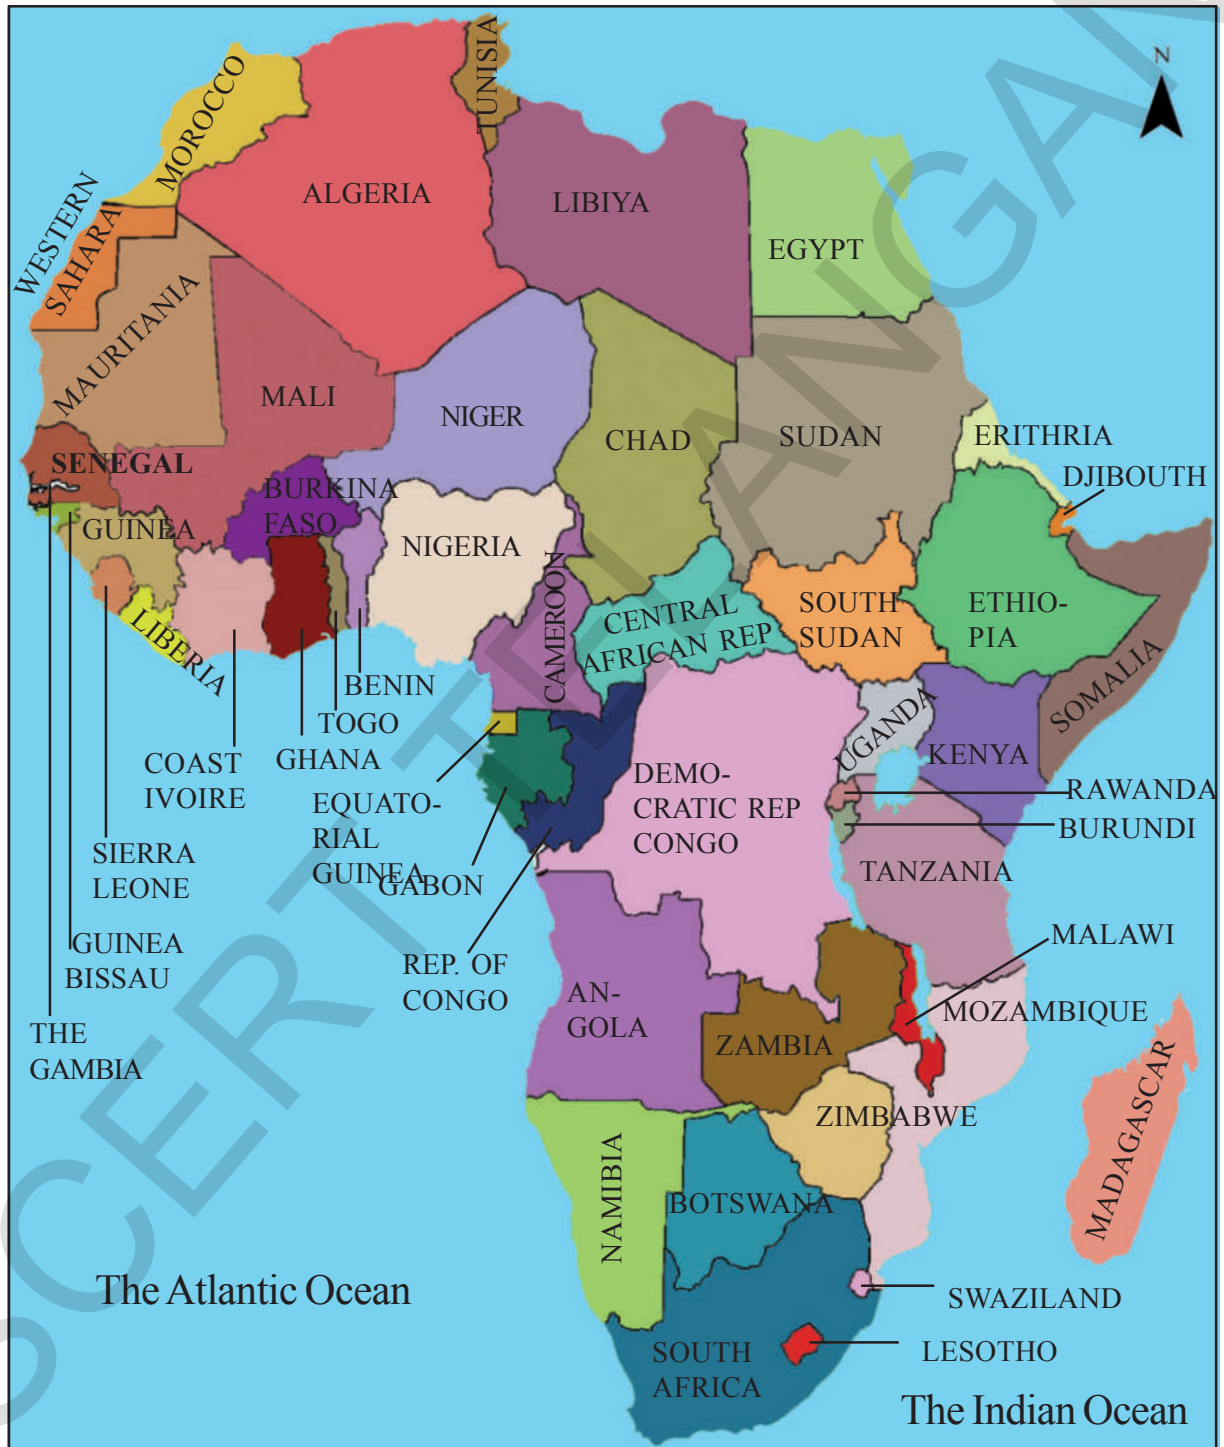 N
TUNISIA
MOROCCO
ALGERIA
LIBIYA
EGYPT
WESTERN
SAHARA
MAURITANIA
MALI
NIGER
CHAD
SUDAN
ERITHRIA
DJIBOUTH
SENEGAL
BURKINA
FASO
GUINEA
NIGERIA
CAMEROON
CENTRAL
AFRICAN REP
SOUTH
SUDAN
ETHIO-
PIA
SOMALIA
LIBERIA
BENIN
TOGO
GHANA
COAST
IVOIRE
UGANDA
KENYA
RAWANDA
BURUNDI
EQUATO-
RIAL
GUINEA
GABON
DEMO-
CRATIC REP
CONGO
TANZANIA
SIERRA
LEONE
GUINEA
BISSAU
REP. OF
CONGO
MALAWI
AN-
GOLA
MOZAMBIQUE
ZAMBIA
THE
GAMBIA
ZIMBABWE
MADAGASCAR
NAMIBIA
BOTSWANA
The Atlantic Ocean
SWAZILAND
LESOTHO
SOUTH
AFRICA
The Indian Ocean
SCERT TELANGANA